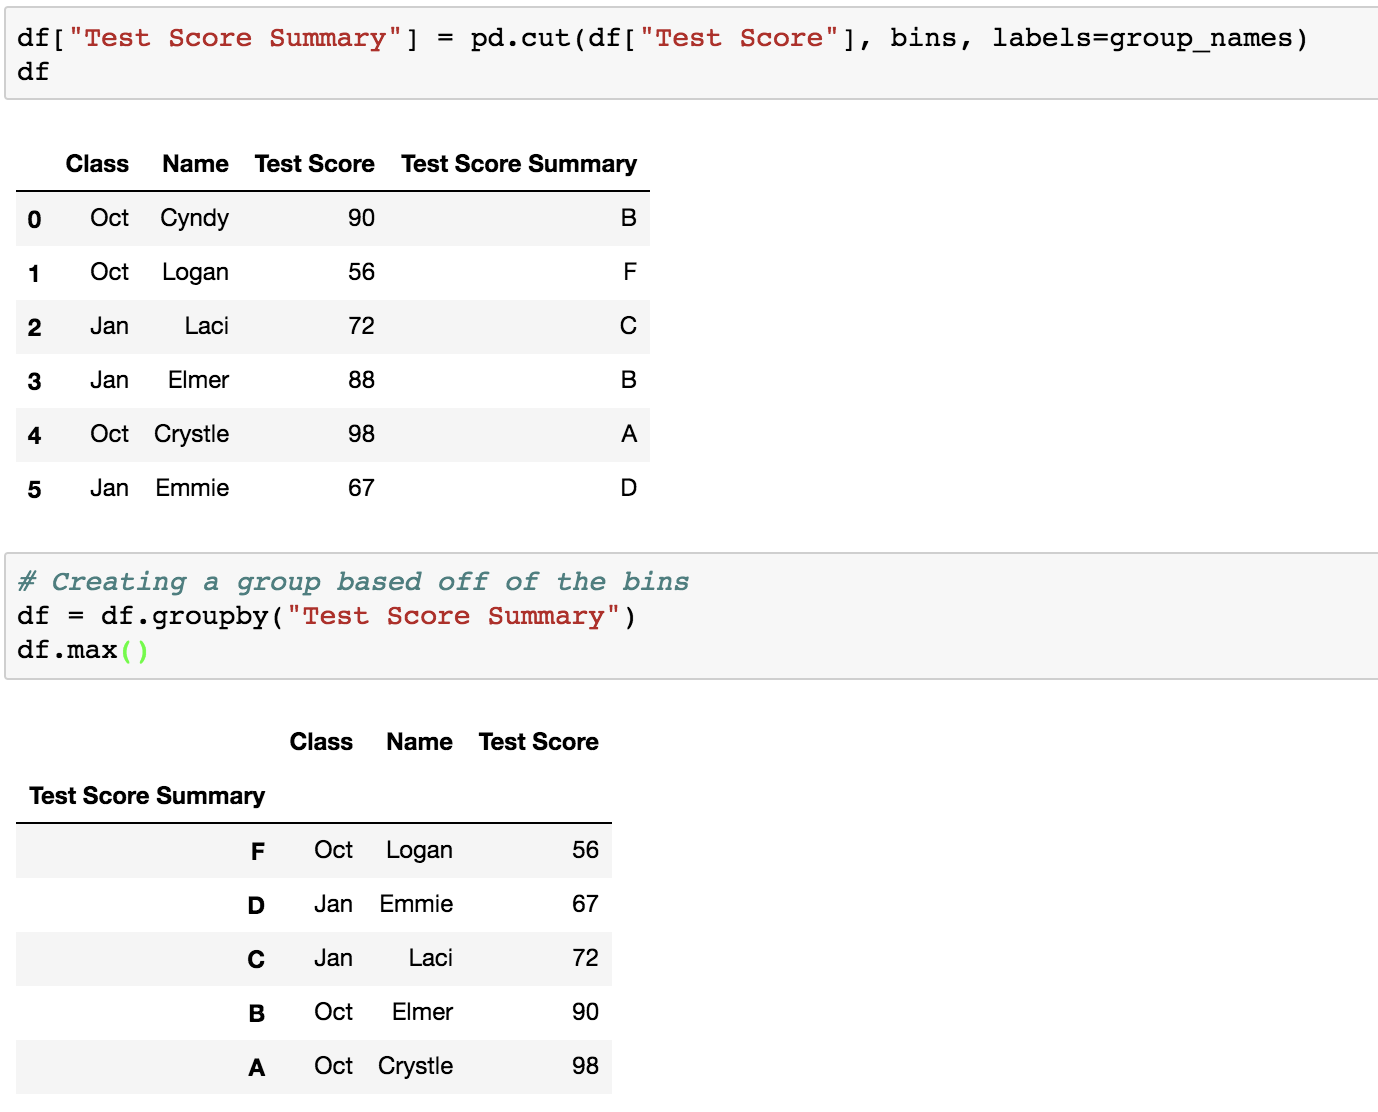 df["Test Score Summary"] = pd.cut(df["Test Score"], bins, labels=group_names)
df
Class Name Test Score Test Score Summary
0 Oct Cyndy 90 B
1 Oct Logan 56 F
2 Jan Laci 72 C
3 Jan Elmer 88 B
4 Oct Crystle 98 A
5 Jan Emmie 67 D
# Creating a group based off of the bins
df = df.groupby("Test Score Summary")
df.max()
Class Name Test Score
Test Score Summary
F Oct Logan 56
D Jan Emmie 67
C Jan Laci 72
B Oct Elmer 90
A Oct Crystle 98